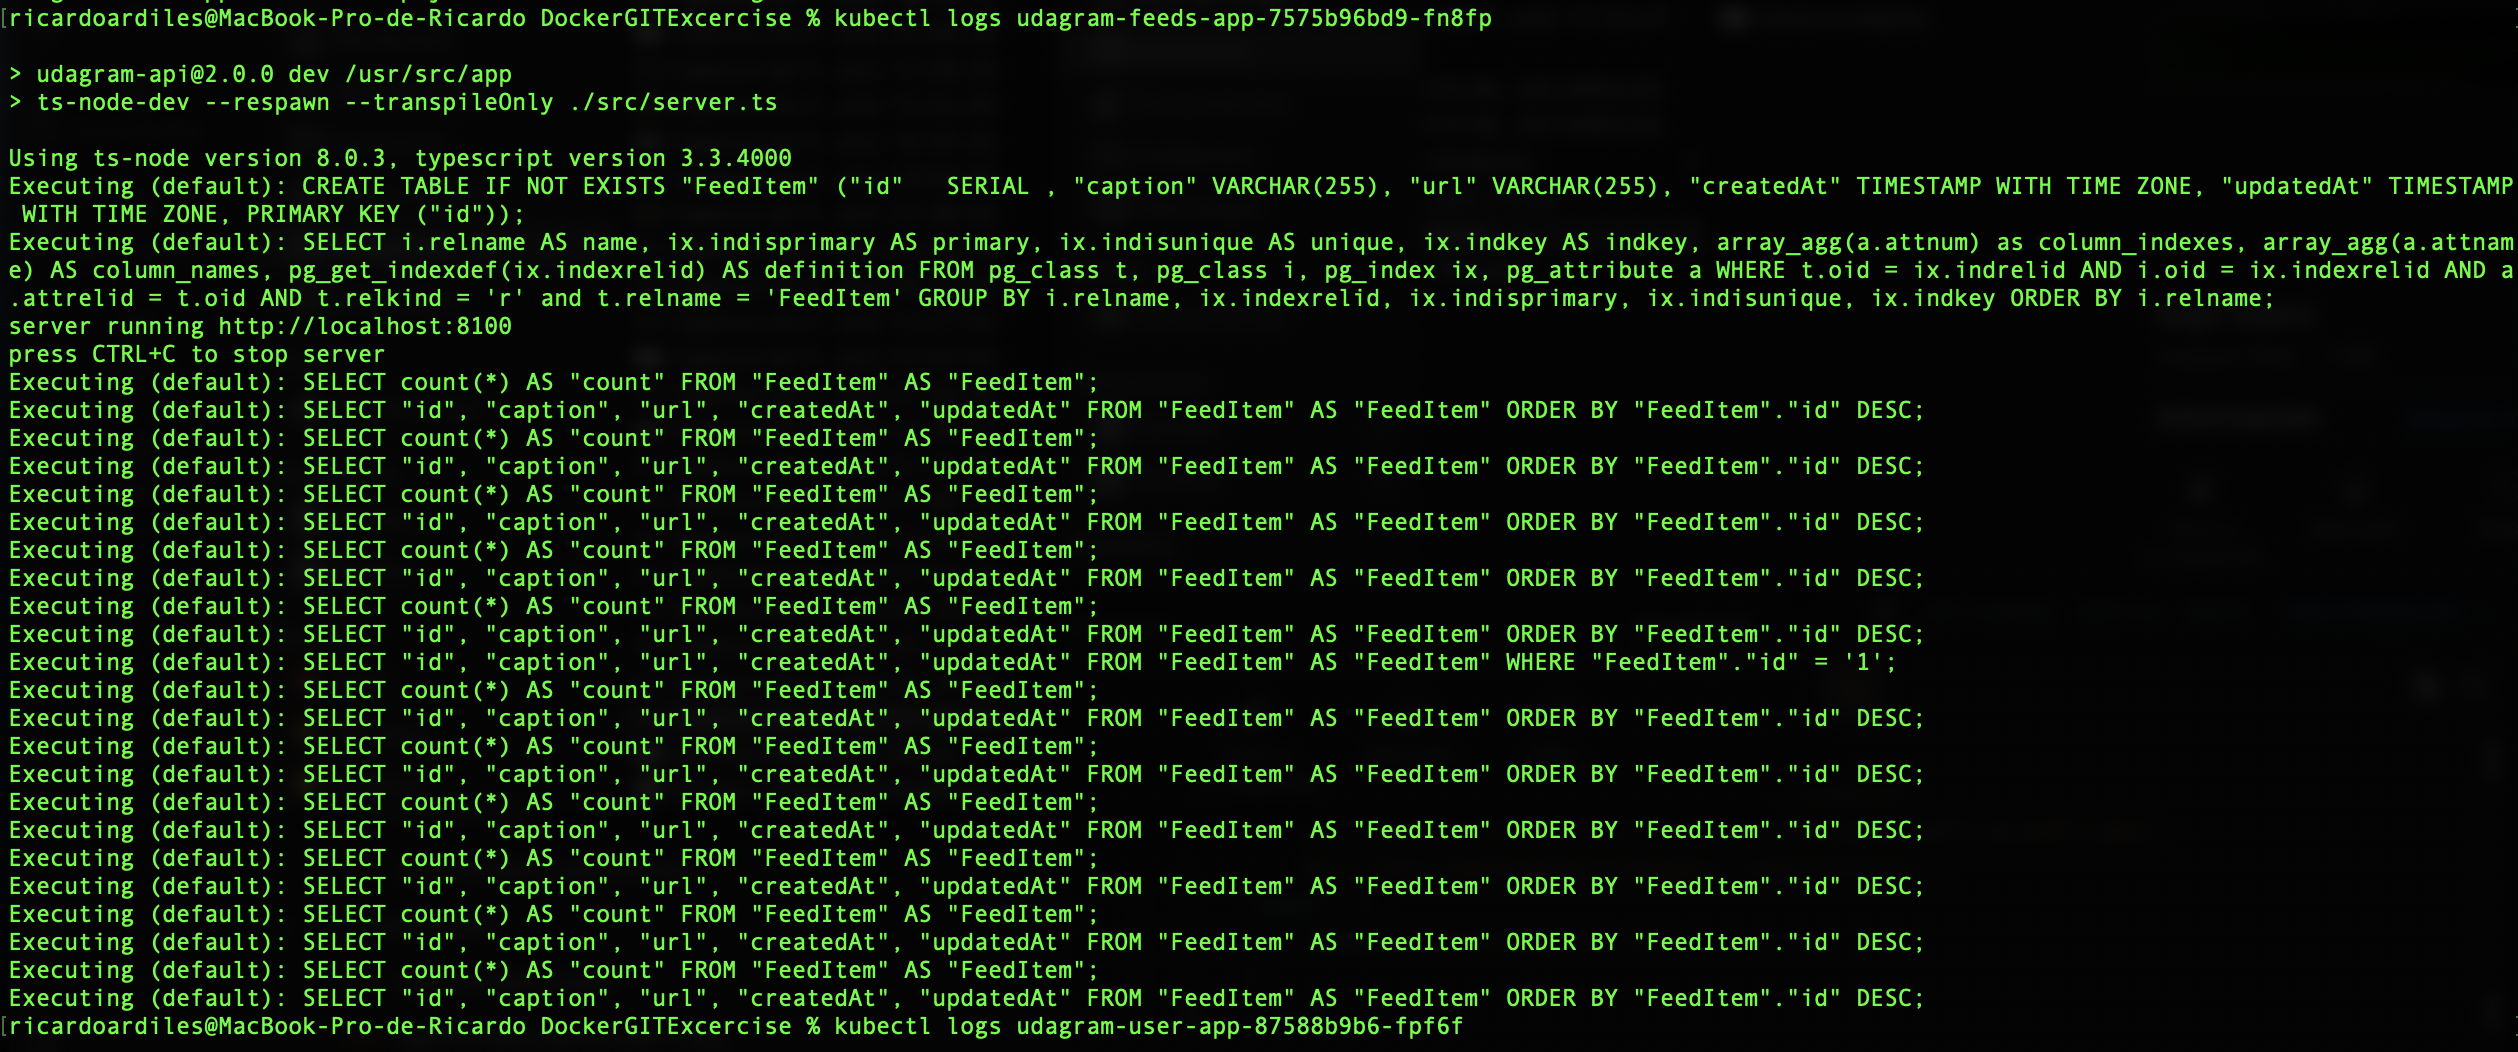 [ricardoardiles@MacBook-Pro-de-Ricardo DockerGITExcercise % kubectl logs udagram-feeds-app-7575b96bd9-fn8fp
> udagram-api@2.0.0 dev /usr/src/app
> ts-node-dev --respawn --transpileOnly ./src/server.ts
Using ts-node version 8.0.3, typescript version 3.3.4000
Executing (default): CREATE TABLE IF NOT EXISTS "FeedItem" ("id"   SERIAL , "caption" VARCHAR(255), "url" VARCHAR(255), "createdAt" TIMESTAMP WITH TIME ZONE, "updatedAt" TIMESTAMP
 WITH TIME ZONE, PRIMARY KEY ("id"));
Executing (default): SELECT i.relname AS name, ix.indisprimary AS primary, ix.indisunique AS unique, ix.indkey AS indkey, array_agg(a.attnum) as column_indexes, array_agg(a.attnam
e) AS column_names, pg_get_indexdef(ix.indexrelid) AS definition FROM pg_class t, pg_class i, pg_index ix, pg_attribute a WHERE t.oid = ix.indrelid AND i.oid = ix.indexrelid AND a
.attrelid = t.oid AND t.relkind = 'r' and t.relname = 'FeedItem' GROUP BY i.relname, ix.indexrelid, ix.indisprimary, ix.indisunique, ix.indkey ORDER BY i.relname;
server running http://localhost:8100
press CTRL+C to stop server
Executing (default): SELECT count(*) AS "count" FROM "FeedItem" AS "FeedItem";
Executing (default): SELECT "id", "caption", "url", "createdAt", "updatedAt" FROM "FeedItem" AS "FeedItem" ORDER BY "FeedItem"."id" DESC;
Executing (default): SELECT count(*) AS "count" FROM "FeedItem" AS "FeedItem";
Executing (default): SELECT "id", "caption", "url", "createdAt", "updatedAt" FROM "FeedItem" AS "FeedItem" ORDER BY "FeedItem"."id" DESC;
Executing (default): SELECT count(*) AS "count" FROM "FeedItem" AS "FeedItem";
Executing (default): SELECT "id", "caption", "url", "createdAt", "updatedAt" FROM "FeedItem" AS "FeedItem" ORDER BY "FeedItem"."id" DESC;
Executing (default): SELECT count(*) AS "count" FROM "FeedItem" AS "FeedItem";
Executing (default): SELECT "id", "caption", "url", "createdAt", "updatedAt" FROM "FeedItem" AS "FeedItem" ORDER BY "FeedItem"."id" DESC;
Executing (default): SELECT count(*) AS "count" FROM "FeedItem" AS "FeedItem";
Executing (default): SELECT "id", "caption", "url", "createdAt", "updatedAt" FROM "FeedItem" AS "FeedItem" ORDER BY "FeedItem"."id" DESC;
Executing (default): SELECT "id", "caption", "url", "createdAt", "updatedAt" FROM "FeedItem" AS "FeedItem" WHERE "FeedItem"."id" = '1';
Executing (default): SELECT count(*) AS "count" FROM "FeedItem" AS "FeedItem";
Executing (default): SELECT "id", "caption", "url", "createdAt", "updatedAt" FROM "FeedItem" AS "FeedItem" ORDER BY "FeedItem"."id" DESC;
Executing (default): SELECT count(*) AS "count" FROM "FeedItem" AS "FeedItem";
Executing (default): SELECT "id", "caption", "url", "createdAt", "updatedAt" FROM "FeedItem" AS "FeedItem" ORDER BY "FeedItem"."id" DESC;
Executing (default): SELECT count(*) AS "count" FROM "FeedItem" AS "FeedItem";
Executing (default): SELECT "id", "caption", "url", "createdAt", "updatedAt" FROM "FeedItem" AS "FeedItem" ORDER BY "FeedItem"."id" DESC;
Executing (default): SELECT count(*) AS "count" FROM "FeedItem" AS "FeedItem";
Executing (default): SELECT "id", "caption", "url", "createdAt", "updatedAt" FROM "FeedItem" AS "FeedItem" ORDER BY "FeedItem"."id" DESC;
Executing (default): SELECT count(*) AS "count" FROM "FeedItem" AS "FeedItem";
Executing (default): SELECT "id", "caption", "url", "createdAt", "updatedAt" FROM "FeedItem" AS "FeedItem" ORDER BY "FeedItem"."id" DESC;
Executing (default): SELECT count(*) AS "count" FROM "FeedItem" AS "FeedItem";
Executing (default): SELECT "id", "caption", "url", "createdAt", "updatedAt" FROM "FeedItem" AS "FeedItem" ORDER BY "FeedItem"."id" DESC;
[ricardoardiles@MacBook-Pro-de-Ricardo DockerGITExcercise % kubectl logs udagram-user-app-87588b9b6-fpf6f